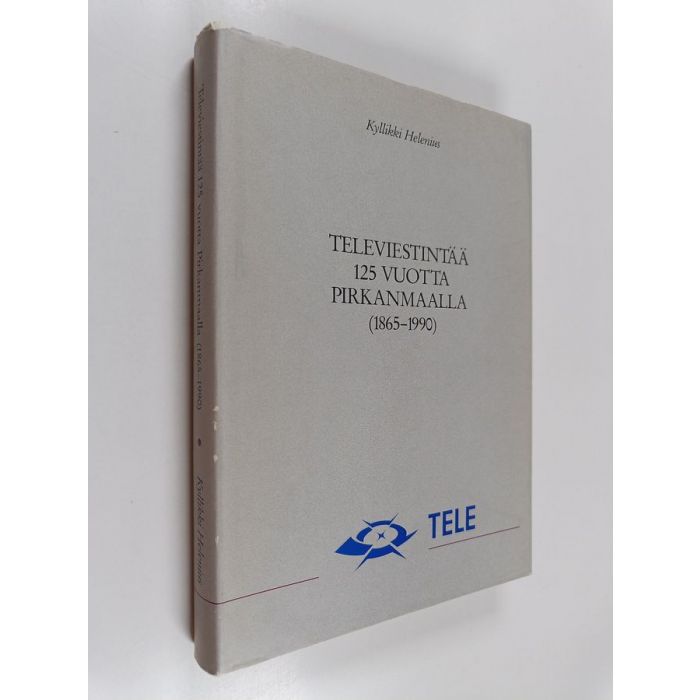 Kyllikki Helenius
TELEVIESTINTÄÄ
125 VUOTTA
PIRKANMAALLA
(1865–1990)
TELE
Televiestintää 125 vuotta Pirkanmaalla (1865–1990) • Kyllikki Helenius